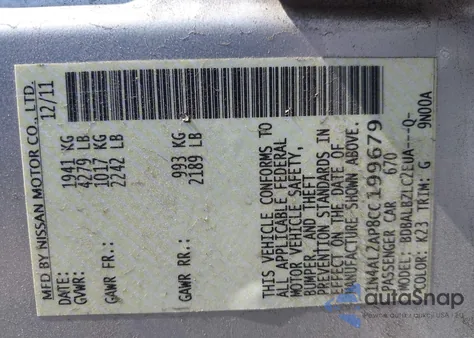 MFD BY NISSAN MOTOR CO., LTD.
12/11
GVWR: 1941 KG
4279 LB
GAWR FR.: 1017 KG
2242 LB
GAWR RR: 993 KG
2189 LB
THIS VEHICLE CONFORMS TO
ALL APPLICABLE FEDERAL
MOTOR VEHICLE SAFETY,
BUMPER, AND THEFT
PREVENTION STANDARDS IN
EFFECT ON THE DATE OF
MANUFACTURE SHOWN ABOVE.
1N4AL2AP8CC199679
PASSENGER CAR 670
MODEL: BDBALBZLCZEUA---Q-
COLOR: K23 TRIM: G 9N00A
autoSnap